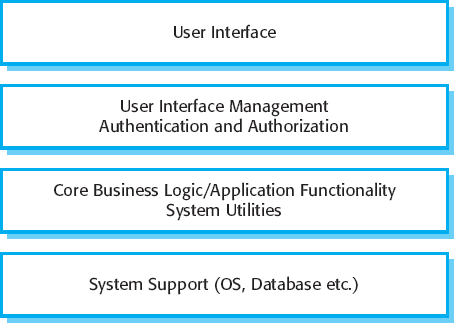 User Interface
User Interface Management
Authentication and Authorization
Core Business Logic/Application Functionality
System Utilities
System Support (OS, Database etc.)